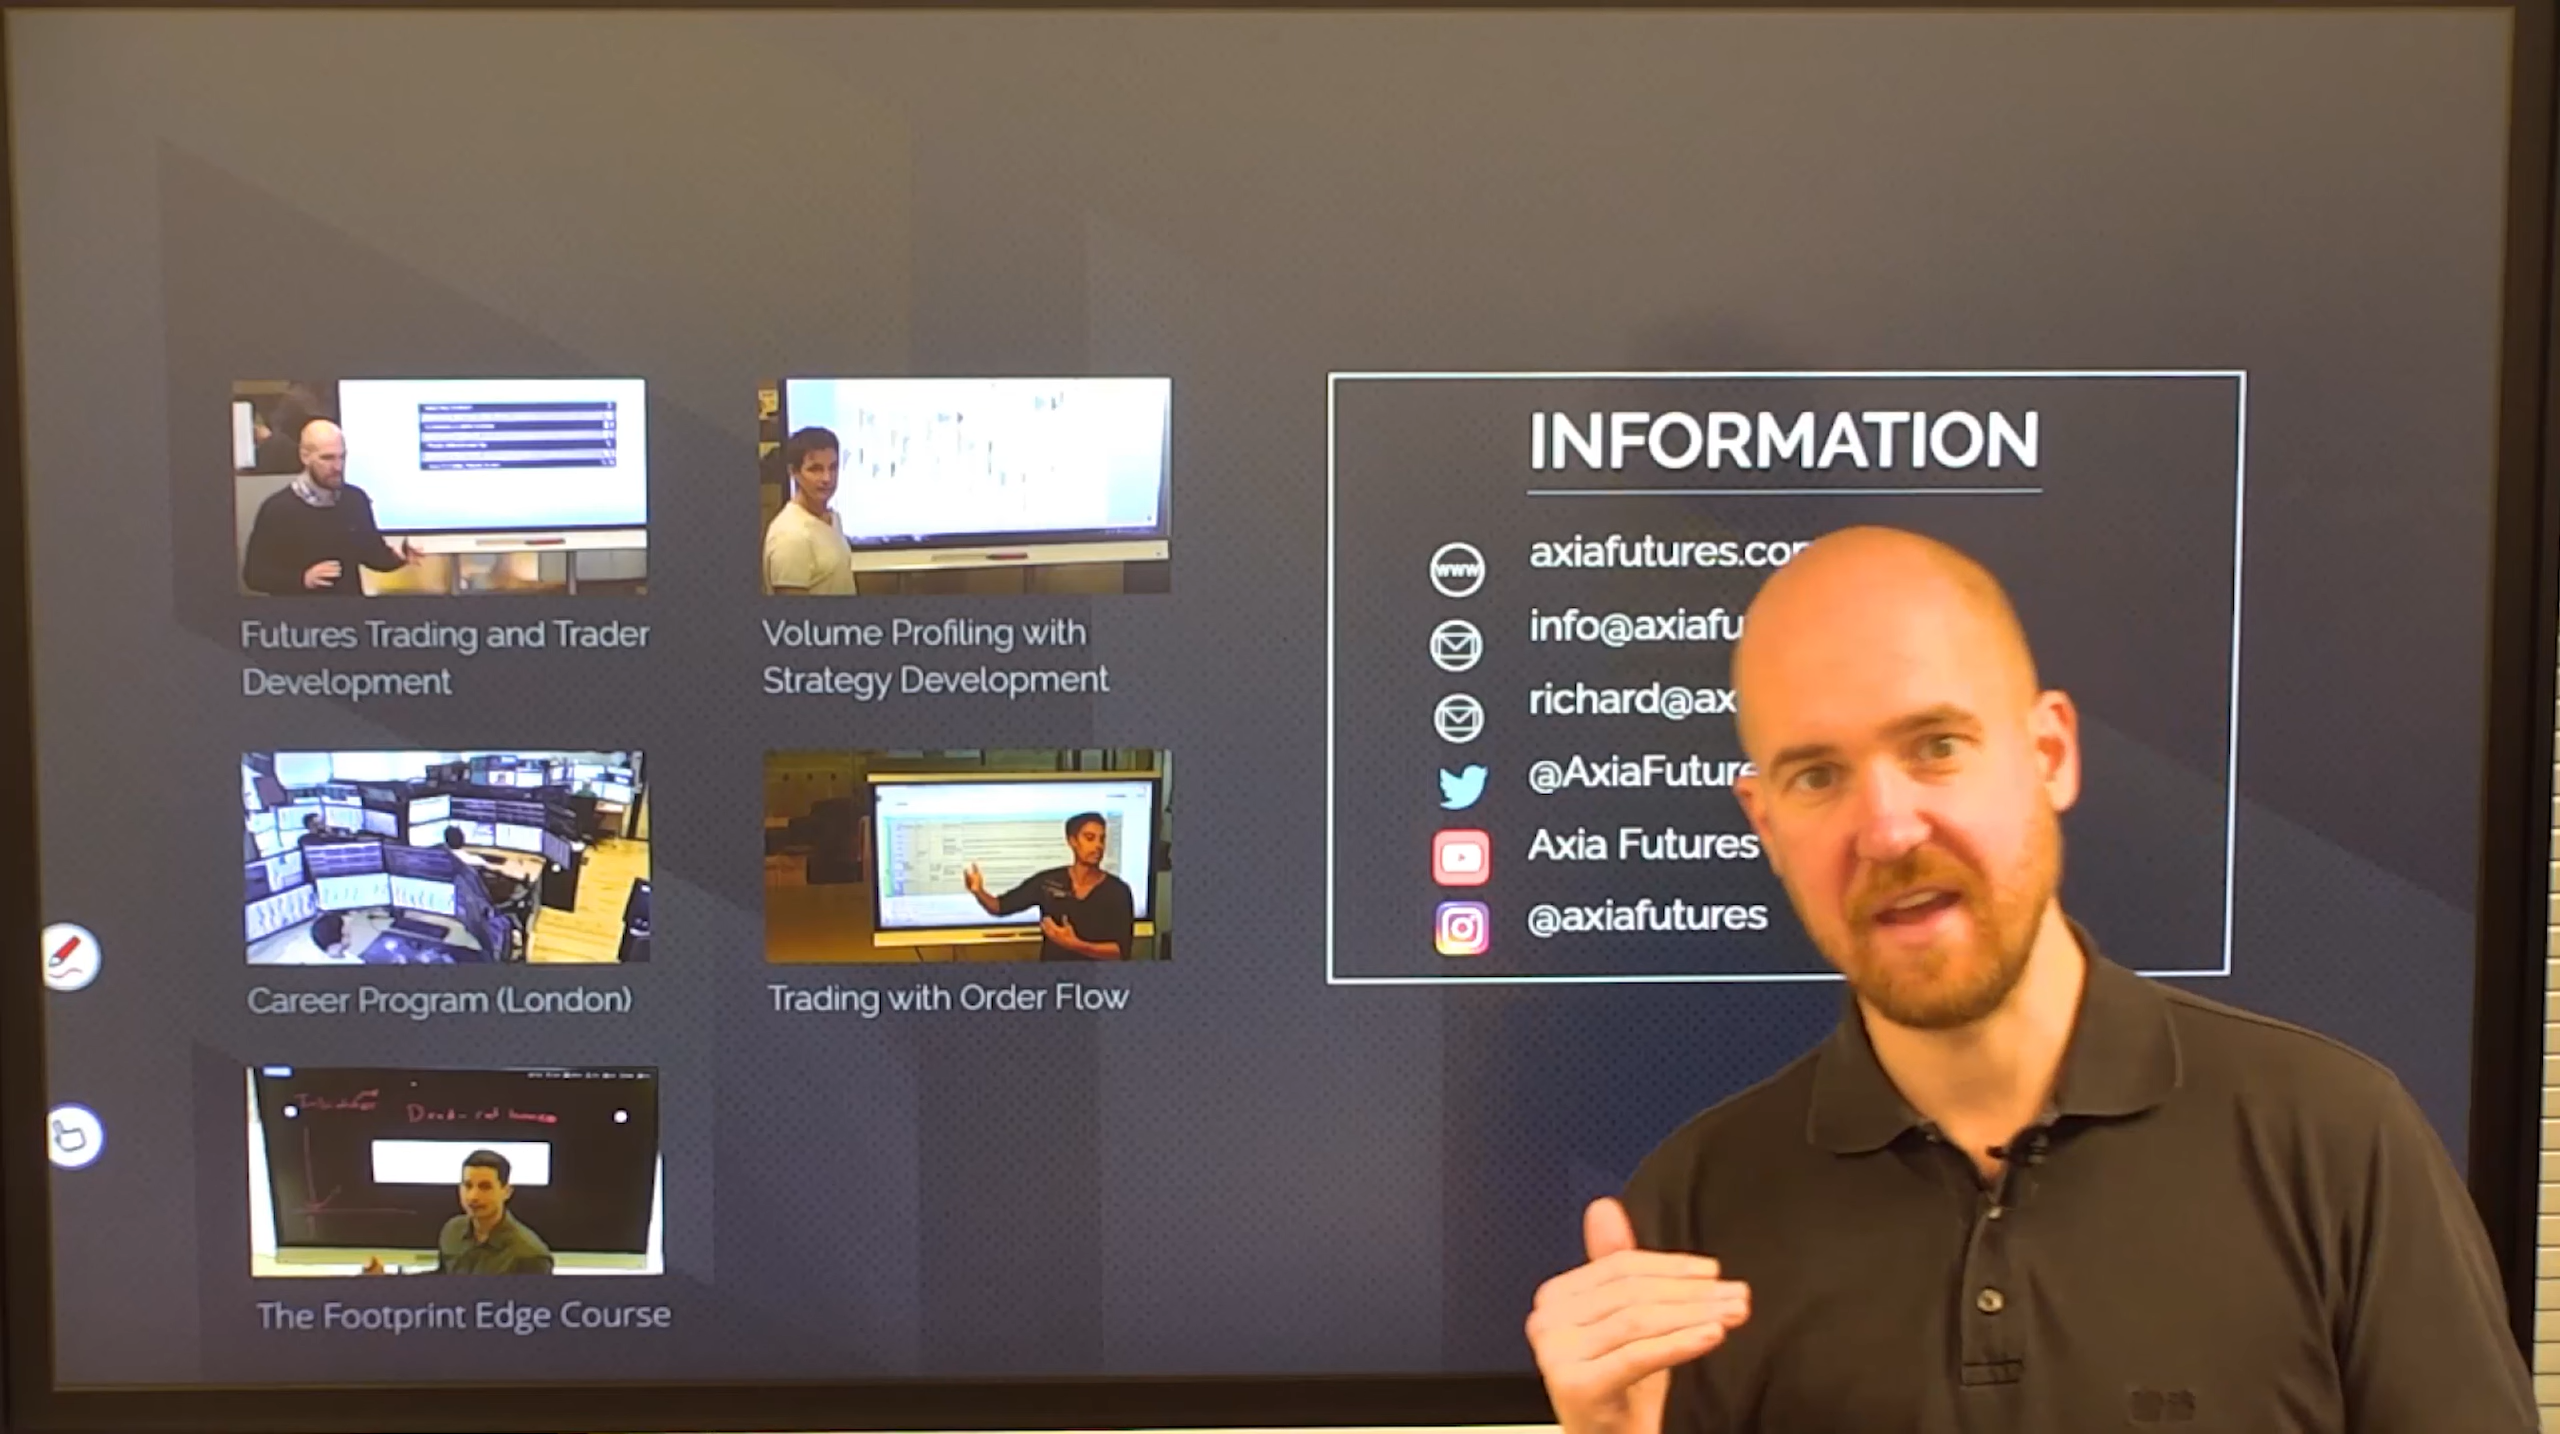 Futures Trading and Trader
Development
Volume Profiling with
Strategy Development
Career Program (London)
Trading with Order Flow
The Footprint Edge Course
INFORMATION
www
axiafutures.co
info@axiafu
richard@ax
@AxiaFuture
Axia Futures
@axiafutures